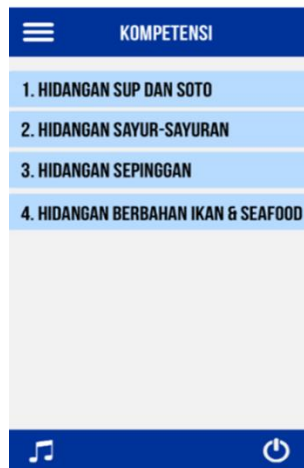 KOMPETENSI
1. HIDANGAN SUP DAN SOTO
2. HIDANGAN SAYUR-SAYURAN
3. HIDANGAN SEPINGGAN
4. HIDANGAN BERBAHAN IKAN & SEAFOOD